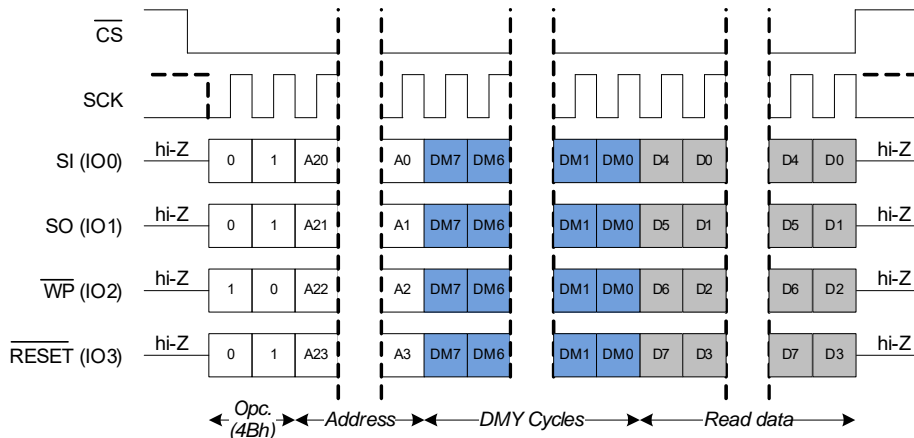 CS
SCK
SI (IO0) hi-Z 0 1 A20 A0 DM7 DM6 DM1 DM0 D4 D0 D4 D0 hi-Z
SO (IO1) hi-Z 0 1 A21 A1 DM7 DM6 DM1 DM0 D5 D1 D5 D1 hi-Z
WP (IO2) hi-Z 1 0 A22 A2 DM7 DM6 DM1 DM0 D6 D2 D6 D2 hi-Z
RESET (IO3) hi-Z 0 1 A23 A3 DM7 DM6 DM1 DM0 D7 D3 D7 D3 hi-Z
Opc. Address DMY Cycles Read data
(4Bh)